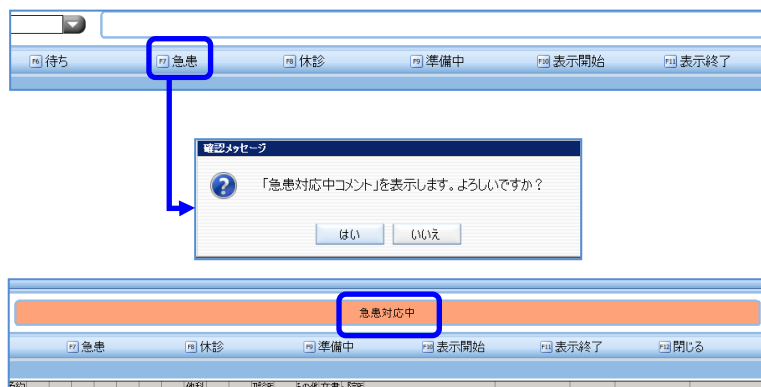 F6 待ち F7 急患 F8 休診 F9 準備中 F10 表示開始 F11 表示終了
確認メッセージ
「急患対応中コメント」を表示します。よろしいですか？
はい いいえ
急患対応中
F7 急患 F8 休診 F9 準備中 F10 表示開始 F11 表示終了 F12 閉じる